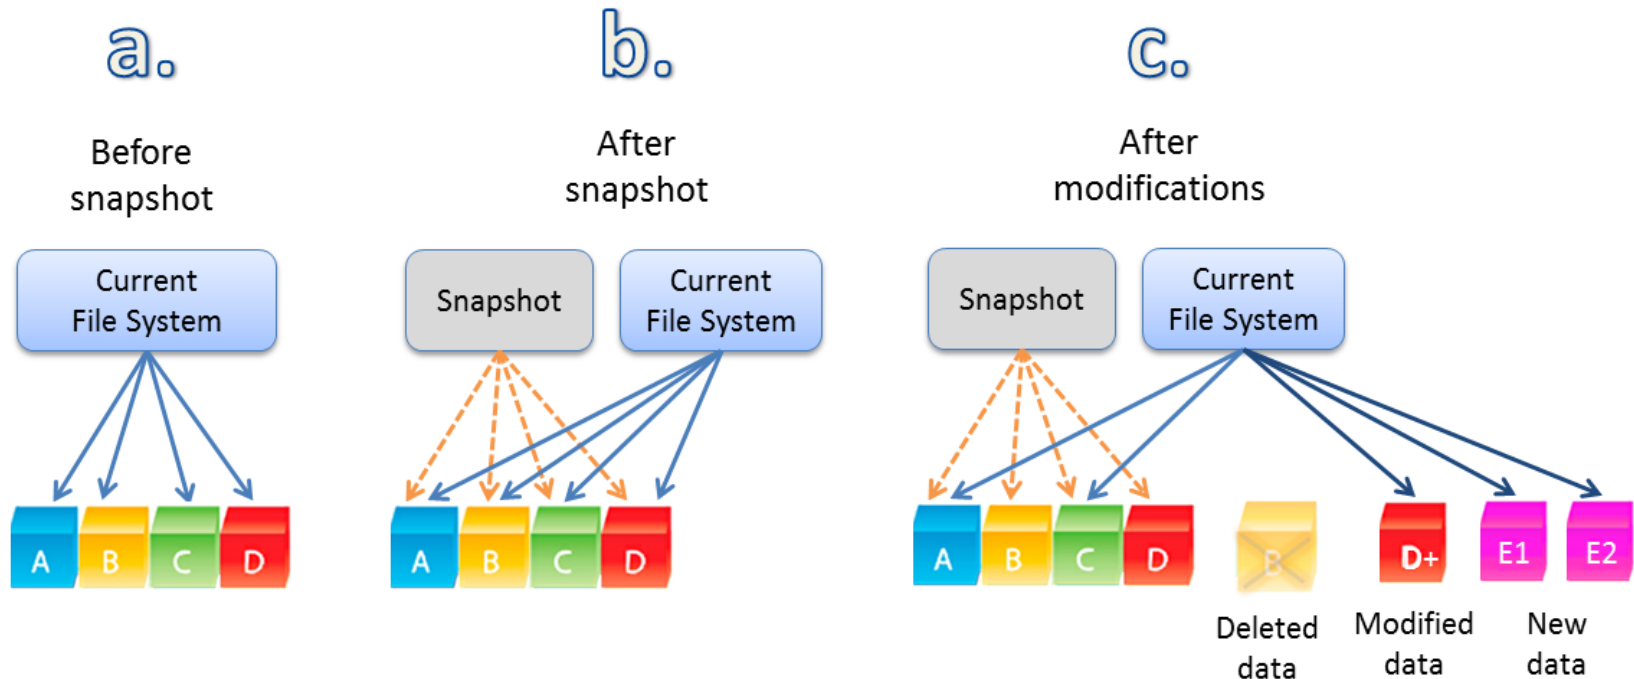 a.
Before
snapshot
Current
File System
A B C D
b.
After
snapshot
Snapshot
Current
File System
A B C D
c.
After
modifications
Snapshot
Current
File System
A B C D
B
D+
E1
E2
Deleted
data
Modified
data
New
data